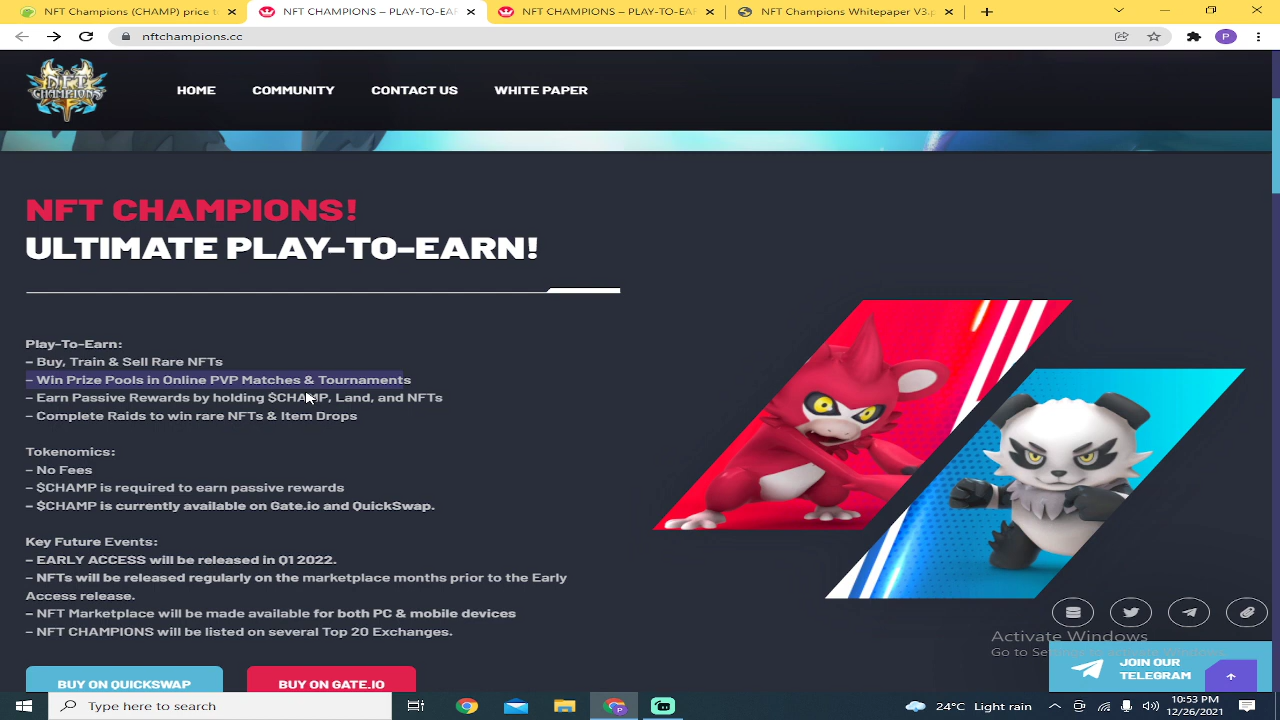 NFT Champions (CHAMP) price t
NFT CHAMPIONS – PLAY-TO-EAR
NFT CHAMPIONS – PLAY-TO-EAR
NFT Champions Whitepaper V3.p
nftchampions.cc
P
NFT
CHAMPIONS
HOME
COMMUNITY
CONTACT US
WHITE PAPER
NFT CHAMPIONS!
ULTIMATE PLAY-TO-EARN!
Play-To-Earn:
– Buy, Train & Sell Rare NFTs
– Win Prize Pools in Online PVP Matches & Tournaments
– Earn Passive Rewards by holding $CHAMP, Land, and NFTs
– Complete Raids to win rare NFTs & Item Drops
Tokenomics:
– No Fees
– $CHAMP is required to earn passive rewards
– $CHAMP is currently available on Gate.io and QuickSwap.
Key Future Events:
– EARLY ACCESS will be released in Q1 2022.
– NFTs will be released regularly on the marketplace months prior to the Early
Access release.
– NFT Marketplace will be made available for both PC & mobile devices
– NFT CHAMPIONS will be listed on several Top 20 Exchanges.
BUY ON QUICKSWAP
BUY ON GATE.IO
Activate Windows
Go to Settings to activate Windows.
JOIN OUR
TELEGRAM
Type here to search
24°C Light rain
10:53 PM
12/26/2021